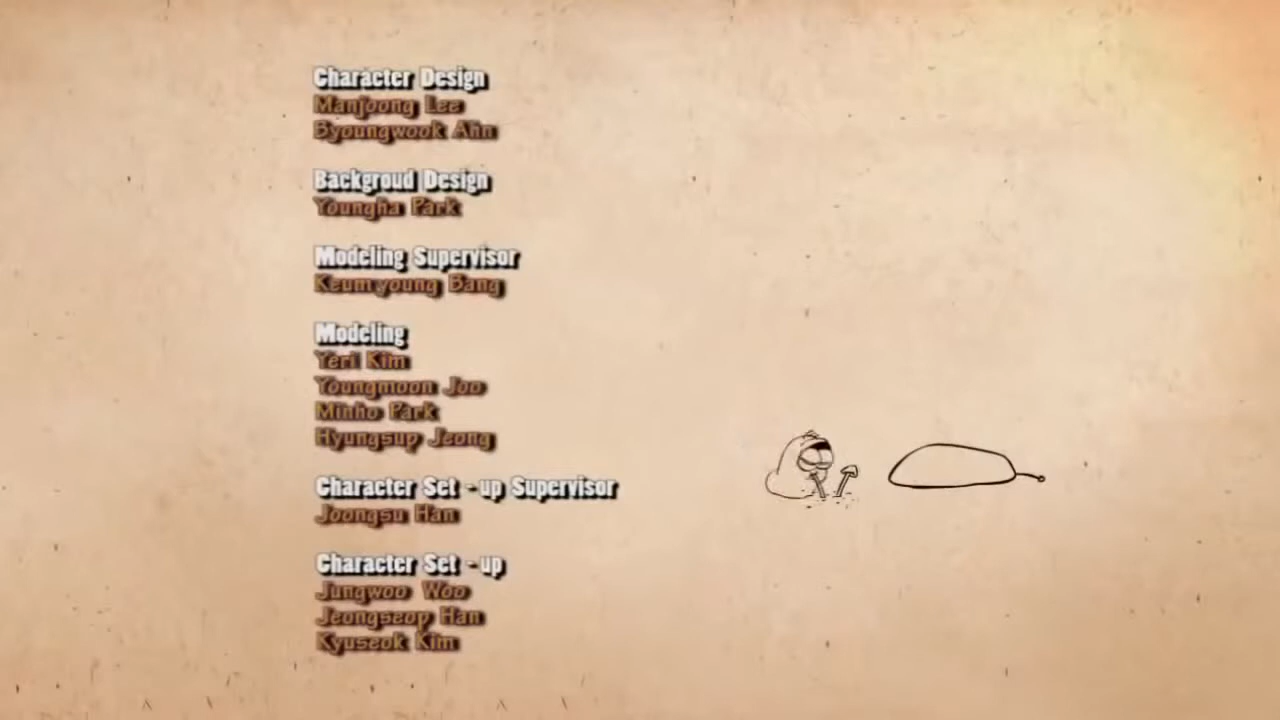 Character Design
Manjoong Lee
Byoungwook Ahn
Backgroud Design
Youngha Park
Modeling Supervisor
Keumyoung Bang
Modeling
Yeri Kim
Youngmoon Joo
Minho Park
Hyungsup Jeong
Character Set -up Supervisor
Joongsu Han
Character Set -up
Jungwoo Woo
Jeongseop Han
Kyuseok Kim